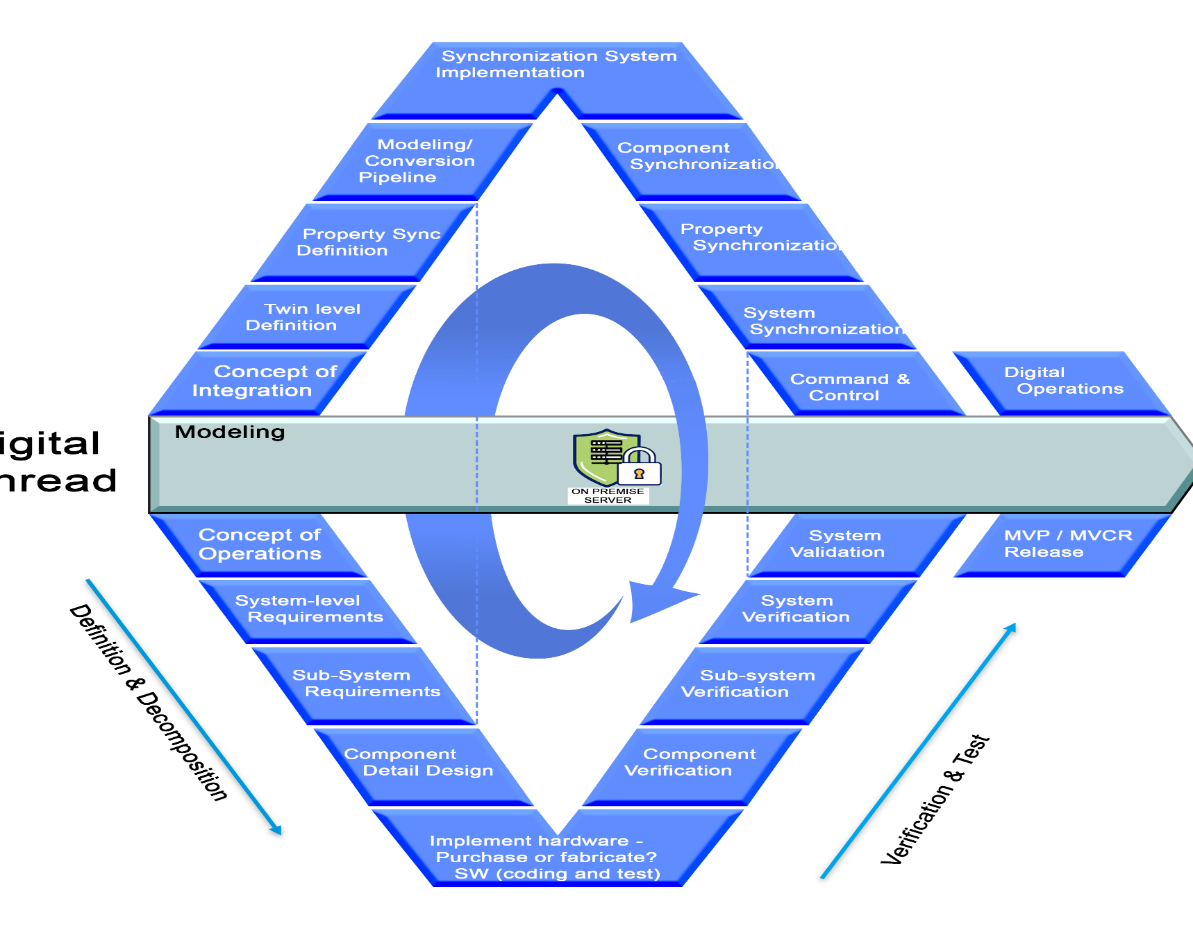 Synchronization System
Implementation
Modeling/
Conversion
Pipeline
Component
Synchronization
Property Sync
Definition
Property
Synchronization
Twin level
Definition
System
Synchronization
Concept of
Integration
Command &
Control
Digital
Operations
igital
hread
Modeling
ON PREMISE
SERVER
Concept of
Operations
System
Validation
MVP / MVCR
Release
System-level
Requirements
System
Verification
Definition & Decomposition
Sub-System
Requirements
Sub-system
Verification
Component
Detail Design
Component
Verification
Verification & Test
Implement hardware -
Purchase or fabricate?
SW (coding and test)